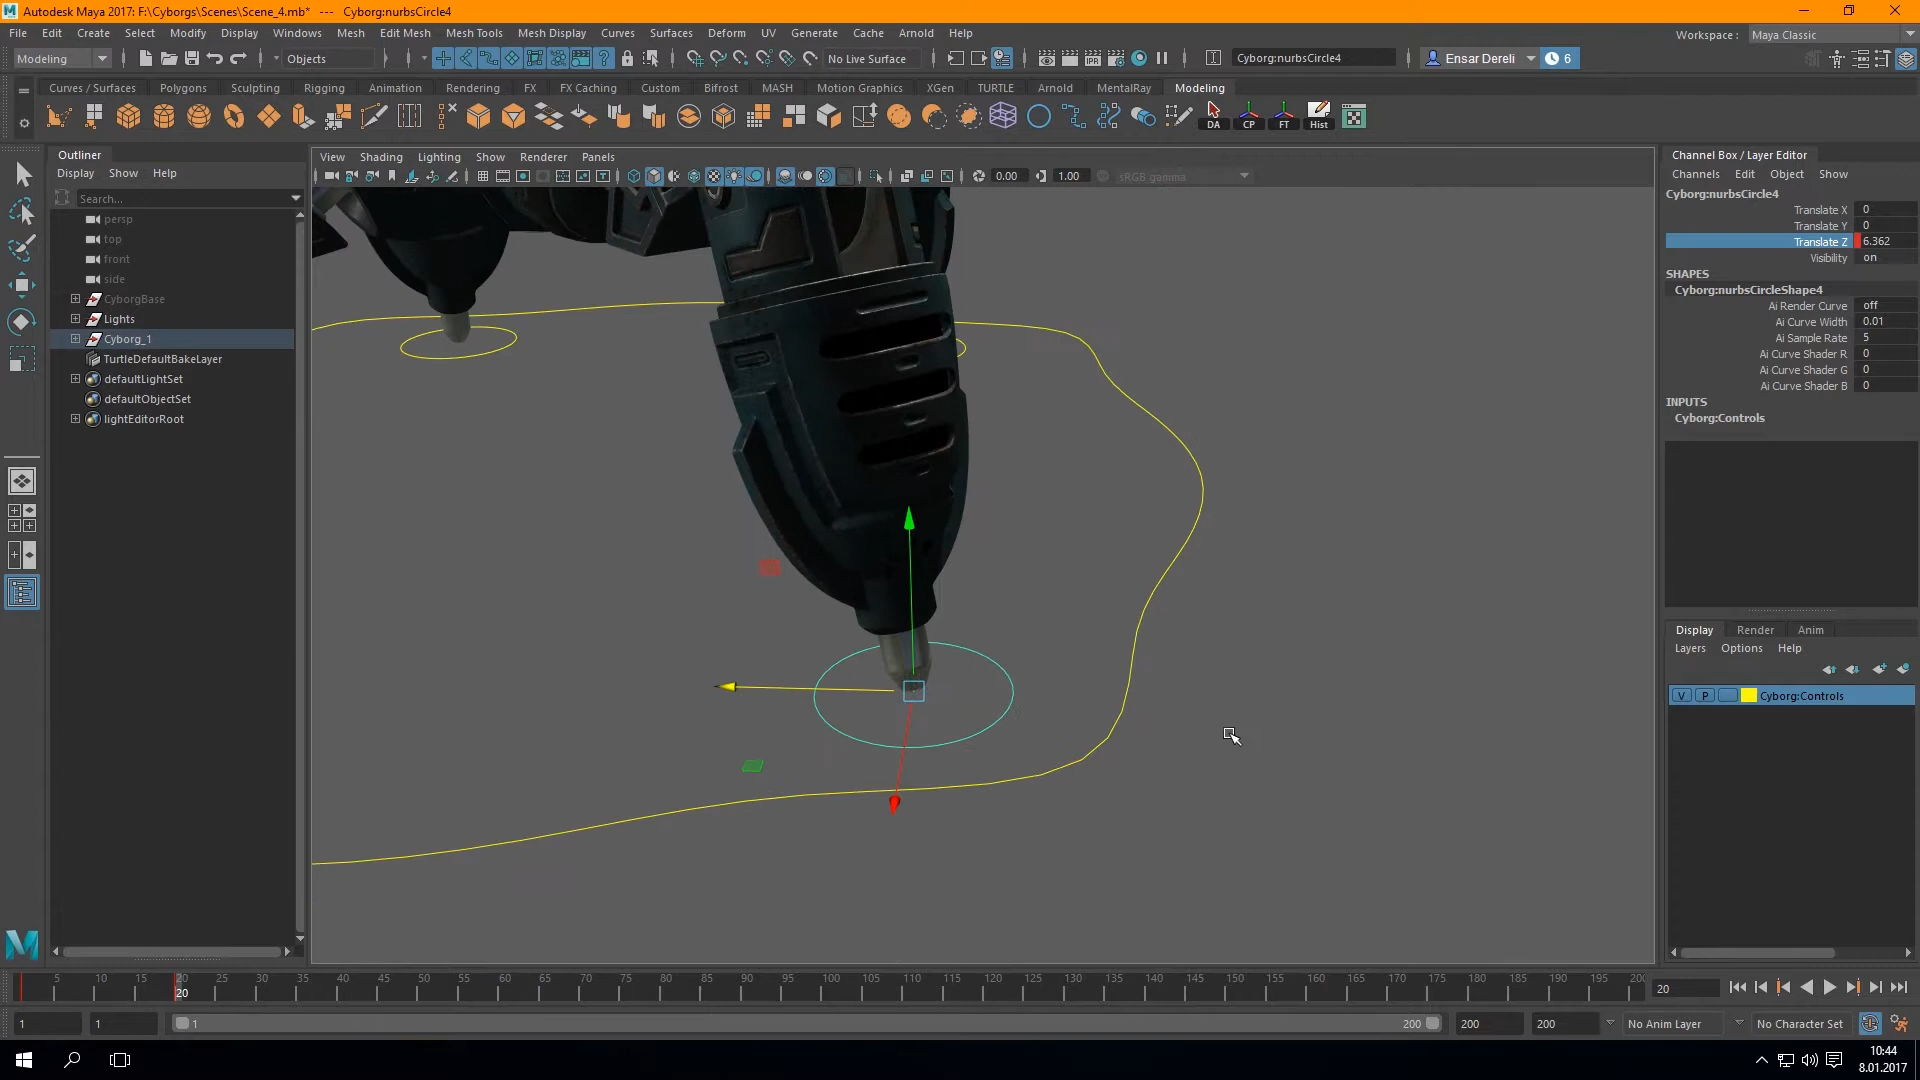 Autodesk Maya 2017: F:\Cyborgs\Scenes\Scene_4.mb* --- Cyborg:nurbsCircle4
File Edit Create Select Modify Display Windows Mesh Edit Mesh Mesh Tools Mesh Display Curves Surfaces Deform UV Generate Cache Arnold Help
Workspace : Maya Classic
Modeling Objects No Live Surface IPR Cyborg:nurbsCircle4 Ensar Dereli 6
Curves / Surfaces Polygons Sculpting Rigging Animation Rendering FX FX Caching Custom Bifrost MASH Motion Graphics XGen TURTLE Arnold MentalRay Modeling
DA CP FT Hist
Outliner
Display Show Help
Search...
persp
top
front
side
CyborgBase
Lights
Cyborg_1
TurtleDefaultBakeLayer
defaultLightSet
defaultObjectSet
lightEditorRoot
View Shading Lighting Show Renderer Panels
0.00 1.00 sRGB gamma
Channel Box / Layer Editor
Channels Edit Object Show
Cyborg:nurbsCircle4
Translate X 0
Translate Y 0
Translate Z 6.362
Visibility on
SHAPES
Cyborg:nurbsCircleShape4
Ai Render Curve off
Ai Curve Width 0.01
Ai Sample Rate 5
Ai Curve Shader R 0
Ai Curve Shader G 0
Ai Curve Shader B 0
INPUTS
Cyborg:Controls
Display Render Anim
Layers Options Help
V P Cyborg:Controls
5 10 15 20 25 30 35 40 45 50 55 60 65 70 75 80 85 90 95 100 105 110 115 120 125 130 135 140 145 150 155 160 165 170 175 180 185 190 195 200
20
20
1 1 1 200 200 200 No Anim Layer No Character Set
10:44
8.01.2017